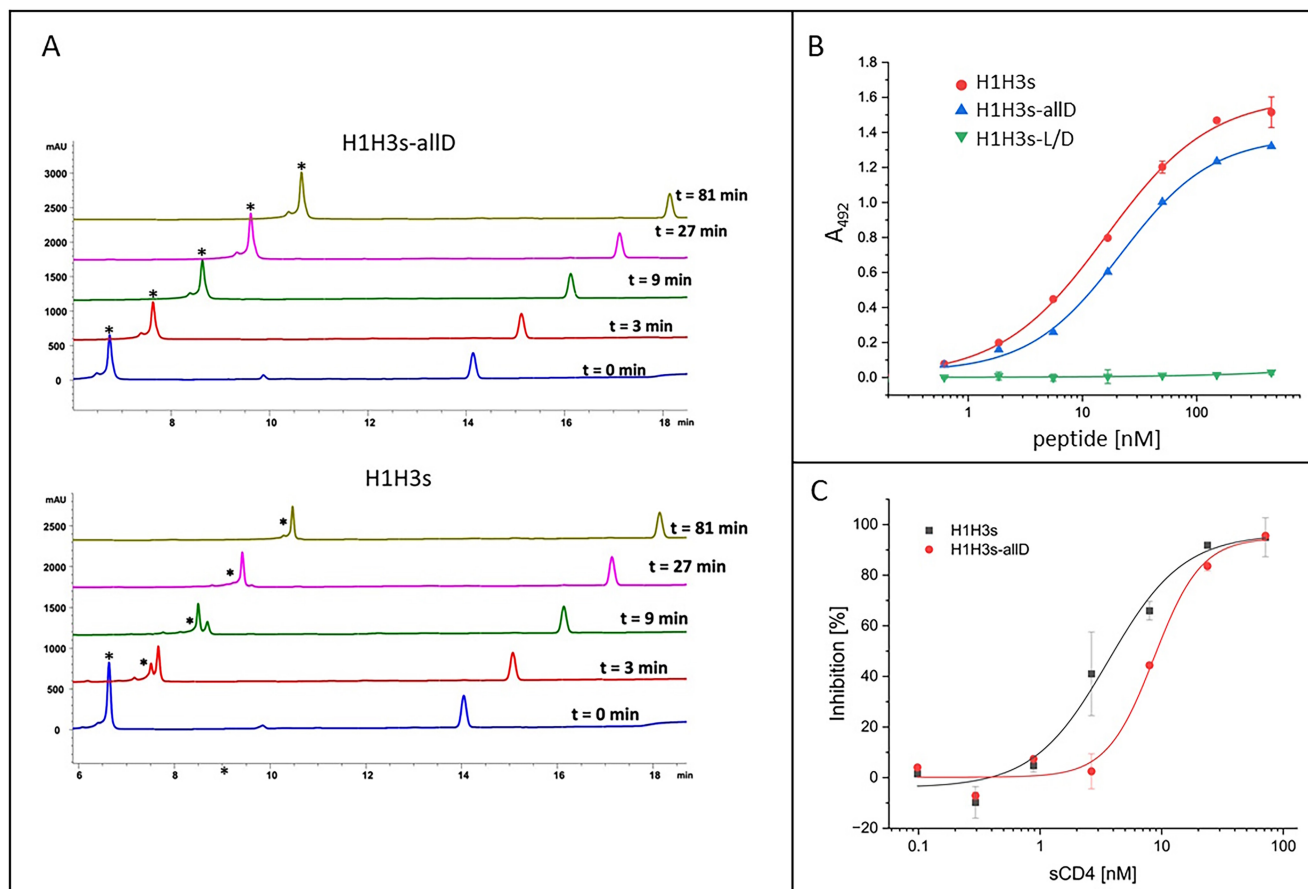 A
H1H3s-allD
mAU
3000
2500
2000
1500
1000
500
0
* * * * *
t = 81 min
t = 27 min
t = 9 min
t = 3 min
t = 0 min
8 10 12 14 16 18 min
H1H3s
mAU
2500
2000
1500
1000
500
0
* * * * *
t = 81 min
t = 27 min
t = 9 min
t = 3 min
t = 0 min
6 8 10 12 14 16 18 min
*
B
H1H3s
H1H3s-allD
H1H3s-L/D
A492
1.8
1.6
1.4
1.2
1.0
0.8
0.6
0.4
0.2
0.0
1 10 100
peptide [nM]
C
H1H3s
H1H3s-allD
Inhibition [%]
100
80
60
40
20
0
−20
0.1 1 10 100
sCD4 [nM]